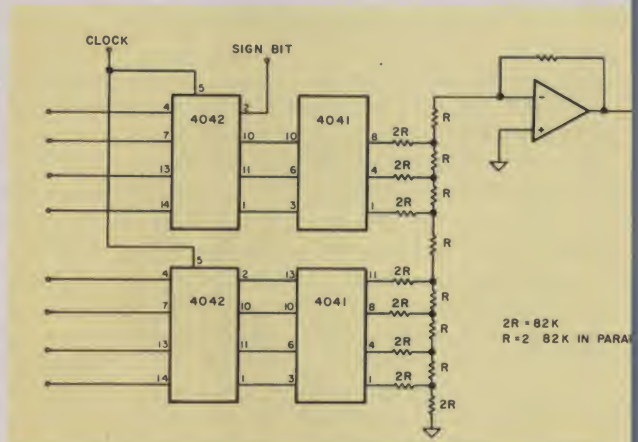 CLOCK
SIGN BIT
5
4 4042 2
7 10 10 4041 8 2R R
13 11 6 4 2R R
14 1 3 1 2R R
R
5
4 4042 2 13 4041 11 2R
7 10 10 8 2R R
13 11 6 4 2R R
14 1 3 1 2R R
2R
- +
2R = 82K
R=2 82K IN